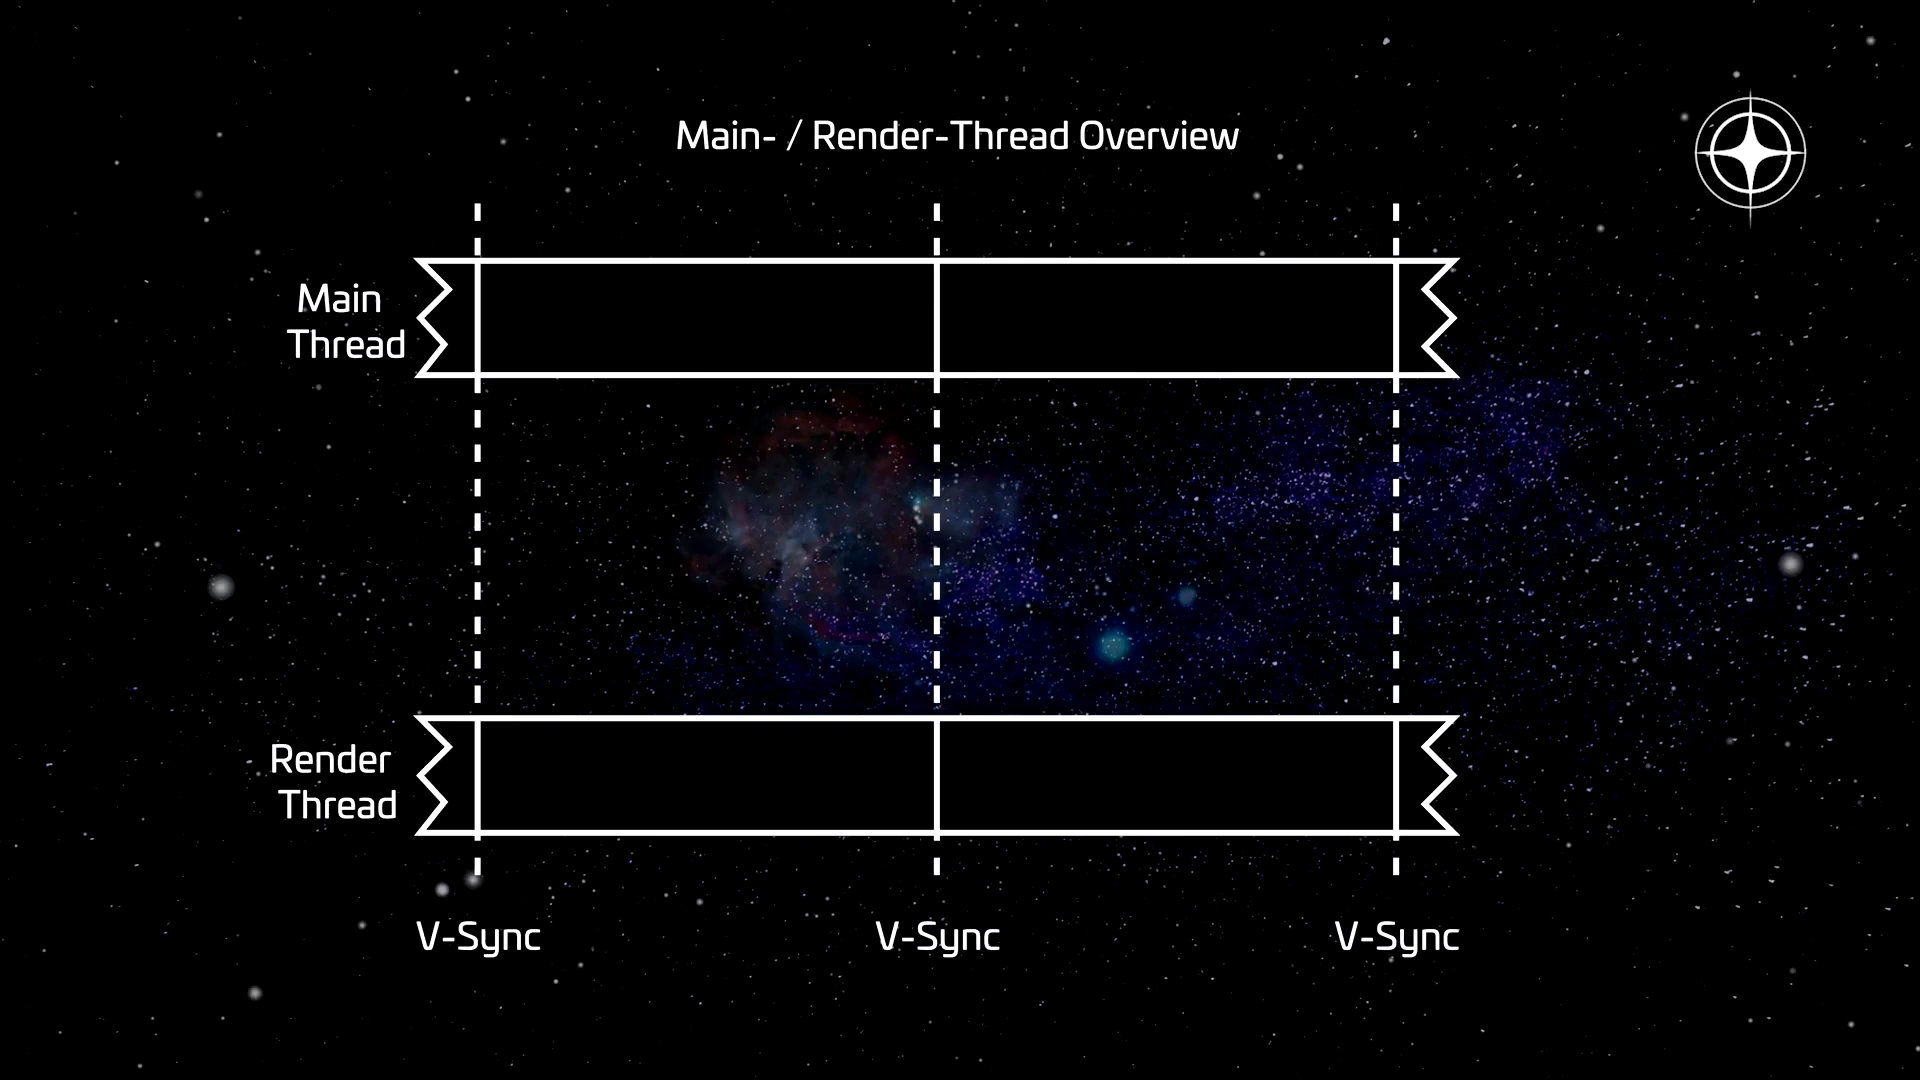 Main- / Render-Thread Overview
Main
Thread
Render
Thread
V-Sync
V-Sync
V-Sync